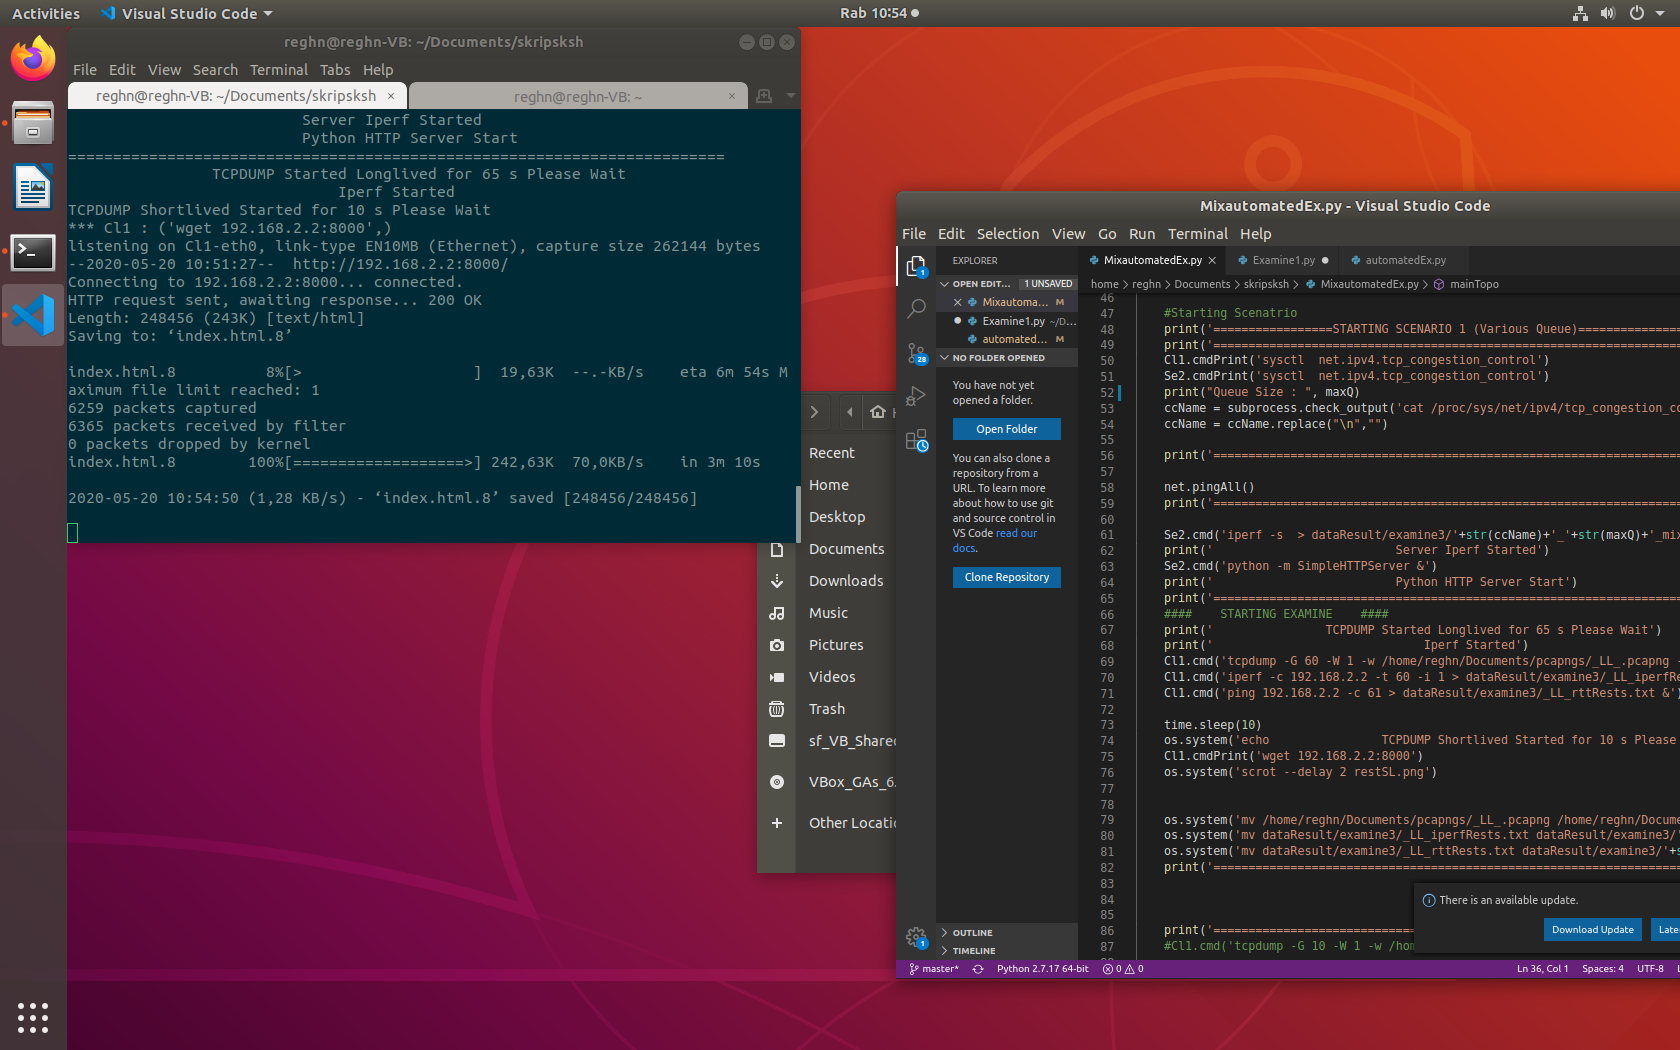 Activities
Visual Studio Code
Rab 10:54
reghn@reghn-VB: ~/Documents/skripsksh
File Edit View Search Terminal Tabs Help
reghn@reghn-VB: ~/Documents/skripsksh ×
reghn@reghn-VB: ~ ×
Server Iperf Started
Python HTTP Server Start
=========================================================================
TCPDUMP Started Longlived for 65 s Please Wait
Iperf Started
TCPDUMP Shortlived Started for 10 s Please Wait
*** Cl1 : ('wget 192.168.2.2:8000',)
listening on Cl1-eth0, link-type EN10MB (Ethernet), capture size 262144 bytes
--2020-05-20 10:51:27--  http://192.168.2.2:8000/
Connecting to 192.168.2.2:8000... connected.
HTTP request sent, awaiting response... 200 OK
Length: 248456 (243K) [text/html]
Saving to: ‘index.html.8’
index.html.8          8%[>                   ]  19,63K  --.-KB/s    eta 6m 54s M
aximum file limit reached: 1
6259 packets captured
6365 packets received by filter
0 packets dropped by kernel
index.html.8        100%[===================>] 242,63K  70,0KB/s    in 3m 10s
2020-05-20 10:54:50 (1,28 KB/s) - ‘index.html.8’ saved [248456/248456]
Recent
Home
Desktop
Documents
Downloads
Music
Pictures
Videos
Trash
sf_VB_Shared
VBox_GAs_6.
Other Locatio
MixautomatedEx.py - Visual Studio Code
File Edit Selection View Go Run Terminal Help
EXPLORER
OPEN EDIT... 1 UNSAVED
Mixautoma... M
Examine1.py ~/D...
automated... M
NO FOLDER OPENED
You have not yet
opened a folder.
Open Folder
You can also clone a
repository from a
URL. To learn more
about how to use git
and source control in
VS Code read our
docs.
Clone Repository
OUTLINE
TIMELINE
1
28
1
MixautomatedEx.py
Examine1.py
automatedEx.py
home > reghn > Documents > skripsksh > MixautomatedEx.py > mainTopo
46
47 #Starting Scenatrio
48 print('=================STARTING SCENARIO 1 (Various Queue)===============
49 print('===================================================================
50 Cl1.cmdPrint('sysctl  net.ipv4.tcp_congestion_control')
51 Se2.cmdPrint('sysctl  net.ipv4.tcp_congestion_control')
52 print("Queue Size : ", maxQ)
53 ccName = subprocess.check_output('cat /proc/sys/net/ipv4/tcp_congestion_co
54 ccName = ccName.replace("\n","")
55
56 print('===================================================================
57
58 net.pingAll()
59 print('===================================================================
60
61 Se2.cmd('iperf -s  > dataResult/examine3/'+str(ccName)+'_'+str(maxQ)+'_mix
62 print('                          Server Iperf Started')
63 Se2.cmd('python -m SimpleHTTPServer &')
64 print('                          Python HTTP Server Start')
65 print('===================================================================
66 ####    STARTING EXAMINE    ####
67 print('                TCPDUMP Started Longlived for 65 s Please Wait')
68 print('                              Iperf Started')
69 Cl1.cmd('tcpdump -G 60 -W 1 -w /home/reghn/Documents/pcapngs/_LL_.pcapng -
70 Cl1.cmd('iperf -c 192.168.2.2 -t 60 -i 1 > dataResult/examine3/_LL_iperfRe
71 Cl1.cmd('ping 192.168.2.2 -c 61 > dataResult/examine3/_LL_rttRests.txt &')
72
73 time.sleep(10)
74 os.system('echo                TCPDUMP Shortlived Started for 10 s Please
75 Cl1.cmdPrint('wget 192.168.2.2:8000')
76 os.system('scrot --delay 2 restSL.png')
77
78
79 os.system('mv /home/reghn/Documents/pcapngs/_LL_.pcapng /home/reghn/Docume
80 os.system('mv dataResult/examine3/_LL_iperfRests.txt dataResult/examine3/'
81 os.system('mv dataResult/examine3/_LL_rttRests.txt dataResult/examine3/'+s
82 print('===================================================================
83
84
85
86 print('=============================
87 #Cl1.cmd('tcpdump -G 10 -W 1 -w /hom
There is an available update.
Download Update
Later
master* Python 2.7.17 64-bit 0 0 Ln 36, Col 1 Spaces: 4 UTF-8